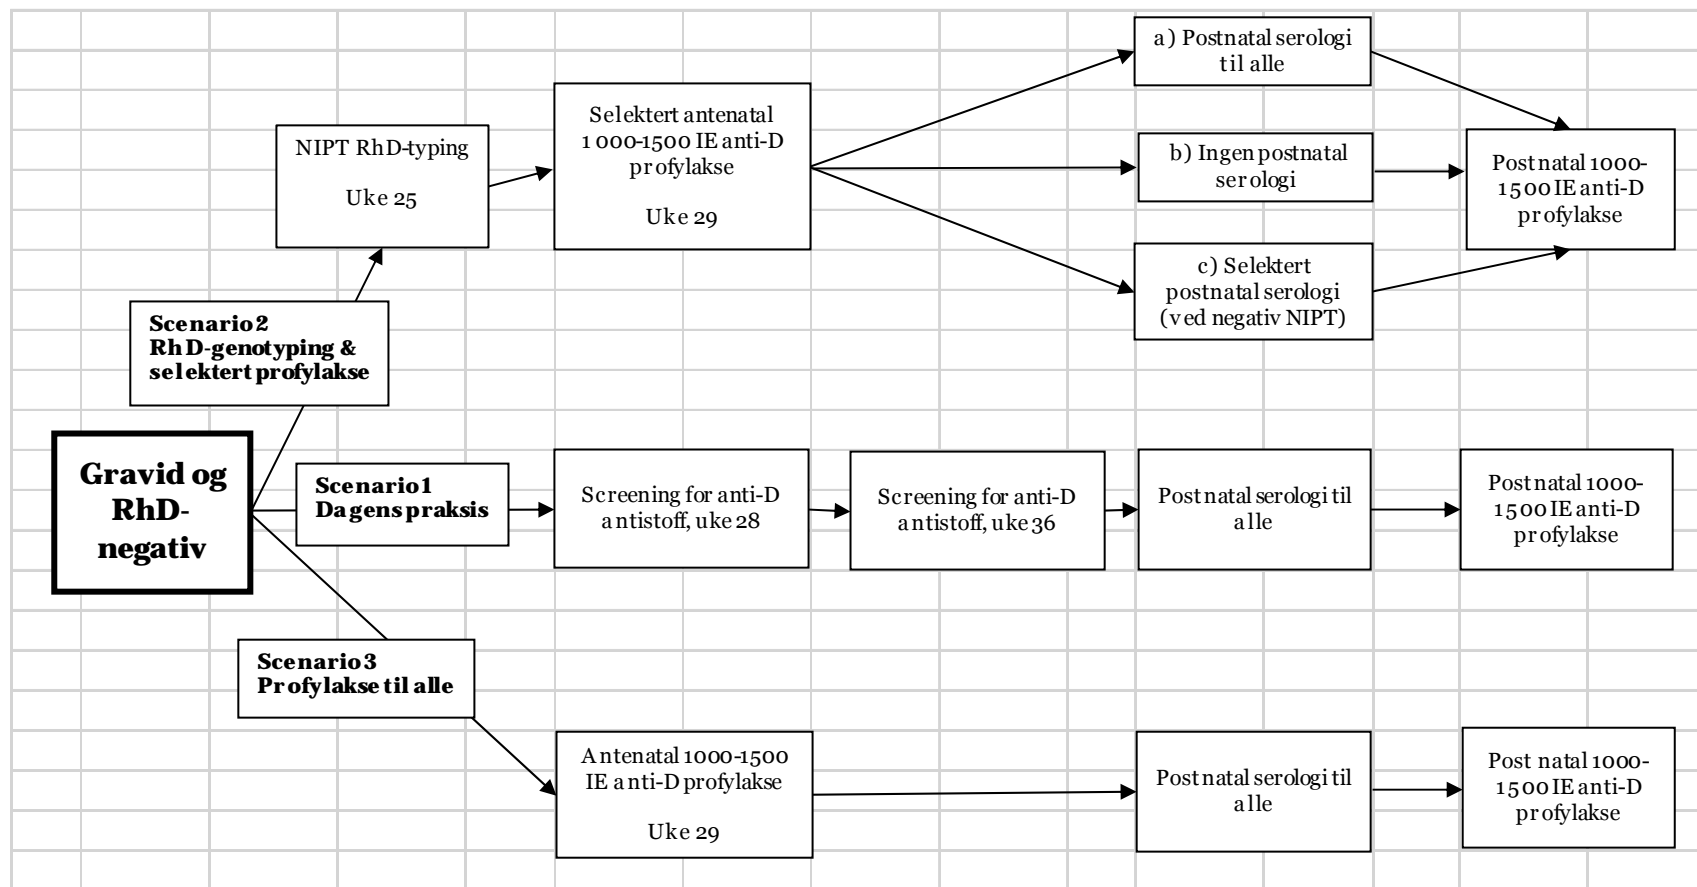 a) Postnatal serologi
til alle
NIPT RhD-typing
Uke 25
Selektert antenatal
1000-1500 IE anti-D
profylakse
Uke 29
b) Ingen postnatal
serologi
Postnatal 1000-
1500 IE anti-D
profylakse
c) Selektert
postnatal serologi
(ved negativ NIPT)
Scenario 2
RhD-genotyping &
selektert profylakse
Gravid og
RhD-
negativ
Scenario 1
Dagens praksis
Screening for anti-D
antistoff, uke 28
Screening for anti-D
antistoff, uke 36
Postnatal serologi til
alle
Postnatal 1000-
1500 IE anti-D
profylakse
Scenario 3
Profylakse til alle
Antenatal 1000-1500
IE anti-D profylakse
Uke 29
Postnatal serologi til
alle
Post natal 1000-
1500 IE anti-D
profylakse